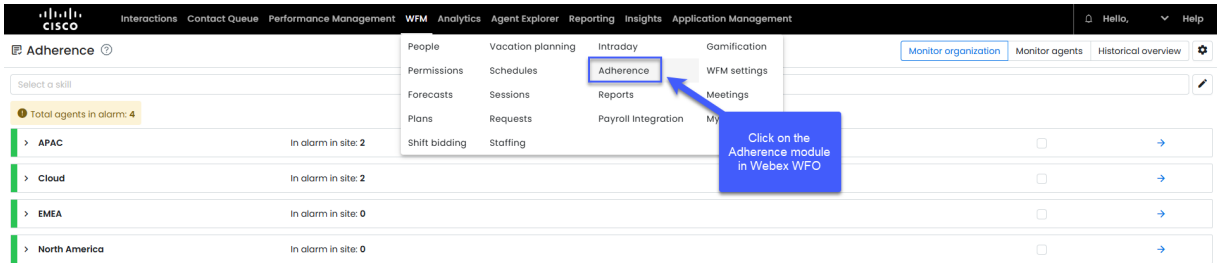 CISCO
Interactions Contact Queue Performance Management WFM Analytics Agent Explorer Reporting Insights Application Management
Hello,
Help
Adherence
Monitor organization Monitor agents Historical overview
People Vacation planning Intraday Gamification
Permissions Schedules Adherence WFM settings
Forecasts Sessions Reports Meetings
Plans Requests Payroll Integration My
Shift bidding Staffing
Click on the
Adherence module
in Webex WFO
Select a skill
Total agents in alarm: 4
APAC In alarm in site: 2
Cloud In alarm in site: 2
EMEA In alarm in site: 0
North America In alarm in site: 0